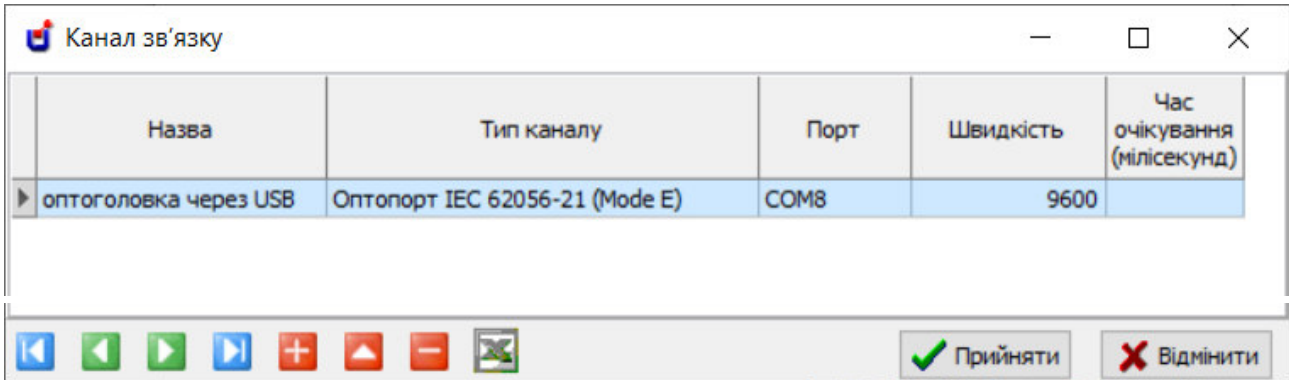 Канал зв’язку
Назва
Тип каналу
Порт
Швидкість
Час
очікування
(мілісекунд)
оптоголовка через USB
Оптопорт IEC 62056-21 (Mode E)
COM8
9600
Прийняти
Відмінити